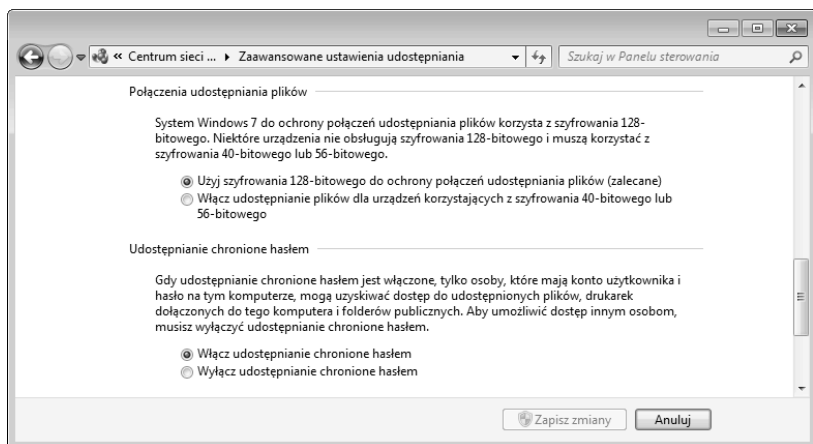 « Centrum sieci ... ▸ Zaawansowane ustawienia udostępniania
Szukaj w Panelu sterowania
Połączenia udostępniania plików
System Windows 7 do ochrony połączeń udostępniania plików korzysta z szyfrowania 128-
bitowego. Niektóre urządzenia nie obsługują szyfrowania 128-bitowego i muszą korzystać z
szyfrowania 40-bitowego lub 56-bitowego.
Użyj szyfrowania 128-bitowego do ochrony połączeń udostępniania plików (zalecane)
Włącz udostępnianie plików dla urządzeń korzystających z szyfrowania 40-bitowego lub
56-bitowego
Udostępnianie chronione hasłem
Gdy udostępnianie chronione hasłem jest włączone, tylko osoby, które mają konto użytkownika i
hasło na tym komputerze, mogą uzyskiwać dostęp do udostępnionych plików, drukarek
dołączonych do tego komputera i folderów publicznych. Aby umożliwić dostęp innym osobom,
musisz wyłączyć udostępnianie chronione hasłem.
Włącz udostępnianie chronione hasłem
Wyłącz udostępnianie chronione hasłem
Zapisz zmiany
Anuluj